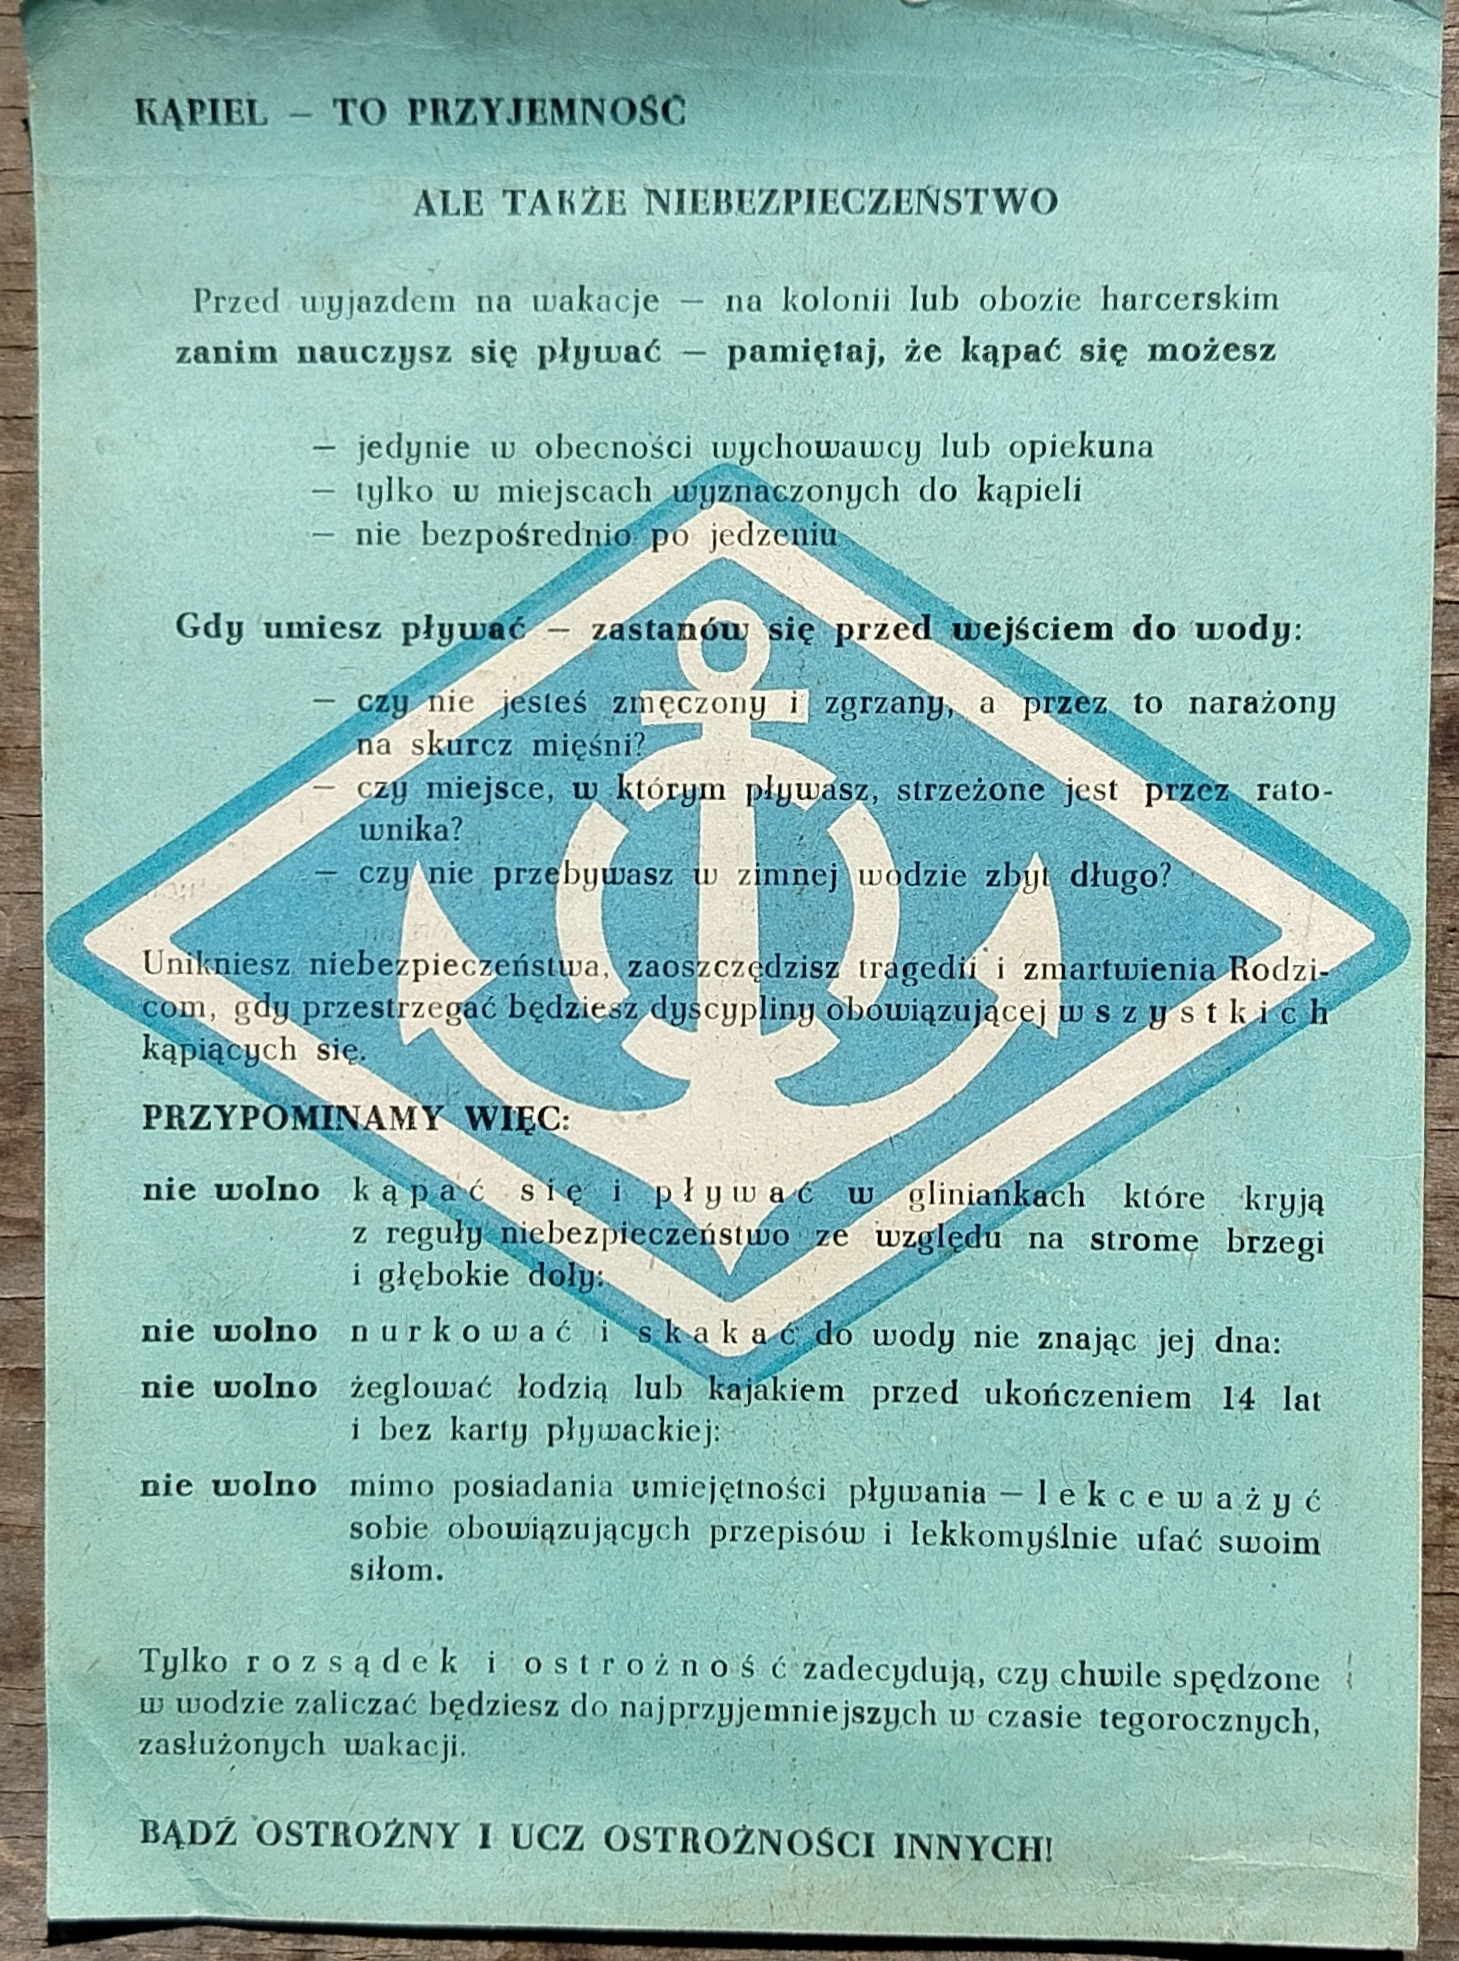 KĄPIEL — TO PRZYJEMNOŚĆ
ALE TAKŻE NIEBEZPIECZEŃSTWO
Przed wyjazdem na wakacje — na kolonii lub obozie harcerskim
zanim nauczysz się pływać — pamiętaj, że kąpać się możesz
— jedynie w obecności wychowawcy lub opiekuna
— tylko w miejscach wyznaczonych do kąpieli
— nie bezpośrednio po jedzeniu
Gdy umiesz pływać — zastanów się przed wejściem do wody:
— czy nie jesteś zmęczony i zgrzany, a przez to narażony
na skurcz mięśni?
— czy miejsce, w którym pływasz, strzeżone jest przez rato-
wnika?
— czy nie przebywasz w zimnej wodzie zbyt długo?
Unikniesz niebezpieczeństwa, zaoszczędzisz tragedii i zmartwienia Rodzi-
com, gdy przestrzegać będziesz dyscypliny obowiązującej w s z y s t k i c h
kąpiących się.
PRZYPOMINAMY WIĘC:
nie wolno k ą p a ć s i ę i p ł y w a ć w gliniankach które kryją
z reguły niebezpieczeństwo ze względu na strome brzegi
i głębokie doły:
nie wolno n u r k o w a ć i s k a k a ć do wody nie znając jej dna:
nie wolno żeglować łodzią lub kajakiem przed ukończeniem 14 lat
i bez karty pływackiej:
nie wolno mimo posiadania umiejętności pływania — l e k c e w a ż y ć
sobie obowiązujących przepisów i lekkomyślnie ufać swoim
siłom.
Tylko r o z s ą d e k i o s t r o ż n o ś ć zadecydują, czy chwile spędzone
w wodzie zaliczać będziesz do najprzyjemniejszych w czasie tegorocznych,
zasłużonych wakacji.
BĄDŹ OSTROŻNY I UCZ OSTROŻNOŚCI INNYCH!